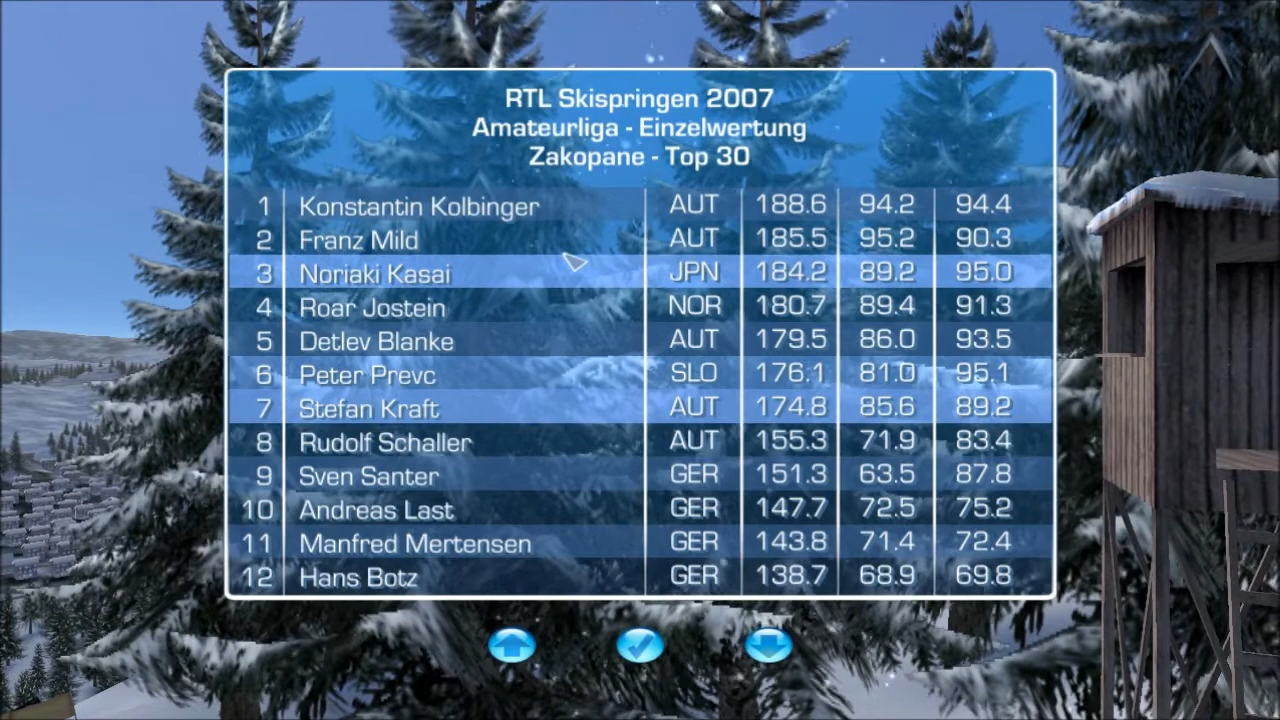 RTL Skispringen 2007
Amateurliga - Einzelwertung
Zakopane - Top 30
1 Konstantin Kolbinger AUT 188.6 94.2 94.4
2 Franz Mild AUT 185.5 95.2 90.3
3 Noriaki Kasai JPN 184.2 89.2 95.0
4 Roar Jostein NOR 180.7 89.4 91.3
5 Detlev Blanke AUT 179.5 86.0 93.5
6 Peter Prevc SLO 176.1 81.0 95.1
7 Stefan Kraft AUT 174.8 85.6 89.2
8 Rudolf Schaller AUT 155.3 71.9 83.4
9 Sven Santer GER 151.3 63.5 87.8
10 Andreas Last GER 147.7 72.5 75.2
11 Manfred Mertensen GER 143.8 71.4 72.4
12 Hans Botz GER 138.7 68.9 69.8